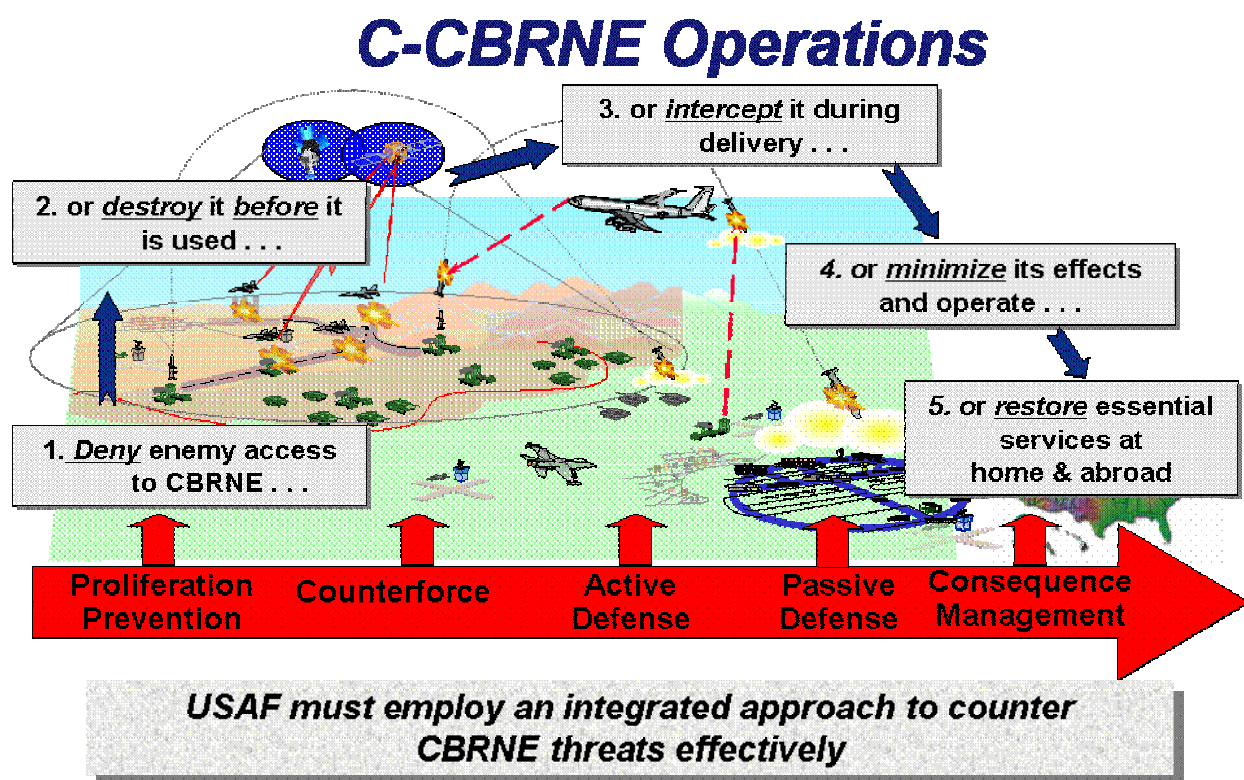 C-CBRNE Operations
3. or intercept it during
delivery . . .
2. or destroy it before it
is used . . .
4. or minimize its effects
and operate . . .
1. Deny enemy access
to CBRNE . . .
5. or restore essential
services at
home & abroad
Proliferation
Prevention
Counterforce
Active
Defense
Passive
Defense
Consequence
Management
USAF must employ an integrated approach to counter
CBRNE threats effectively